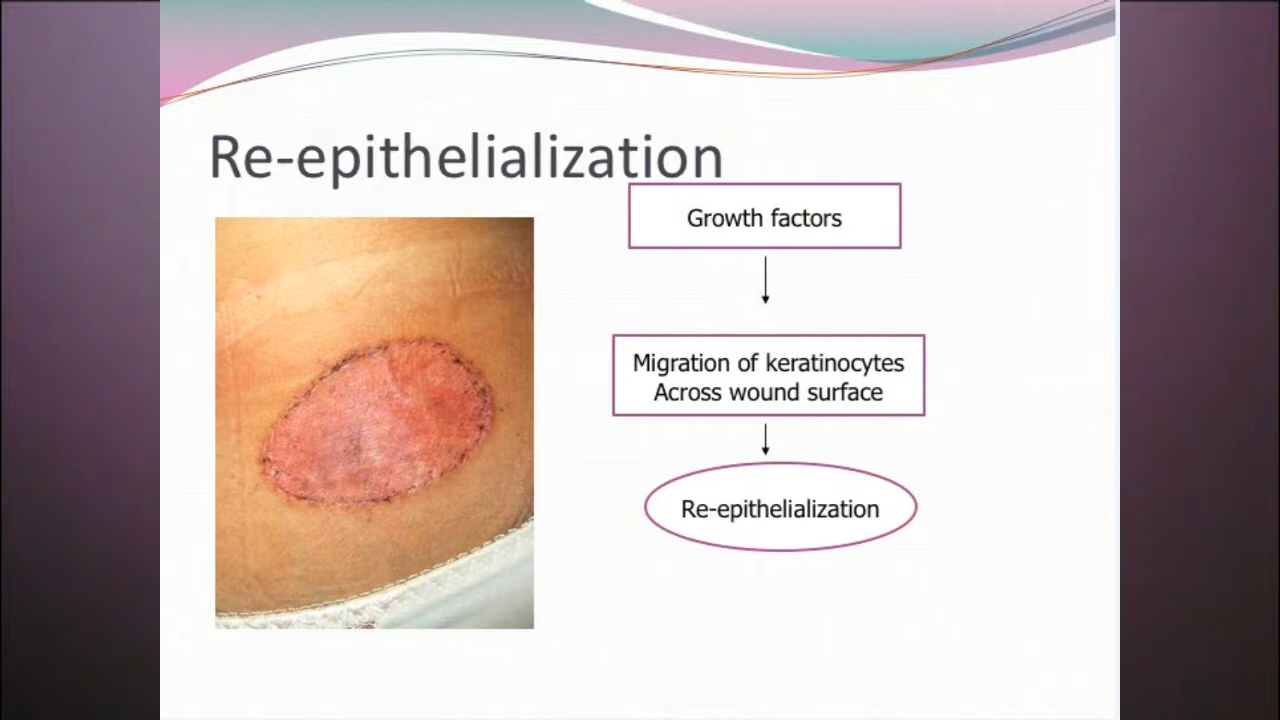 Re-epithelialization
Growth factors
Migration of keratinocytes
Across wound surface
Re-epithelialization